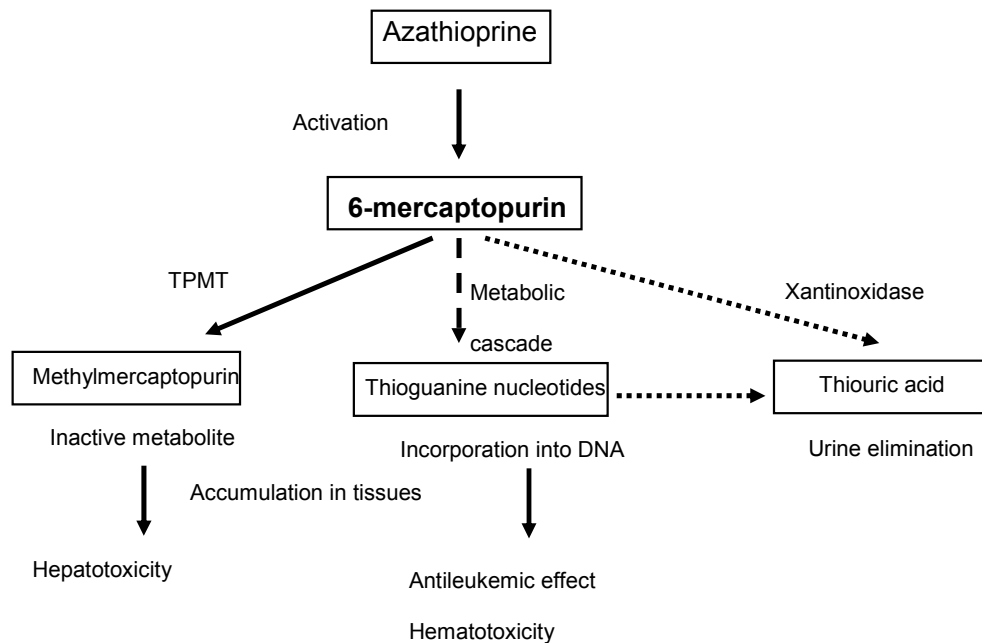 Azathioprine
Activation
6-mercaptopurin
TPMT
Metabolic
cascade
Xantinoxidase
Methylmercaptopurin
Thioguanine nucleotides
Thiouric acid
Inactive metabolite
Incorporation into DNA
Urine elimination
Accumulation in tissues
Hepatotoxicity
Antileukemic effect
Hematotoxicity